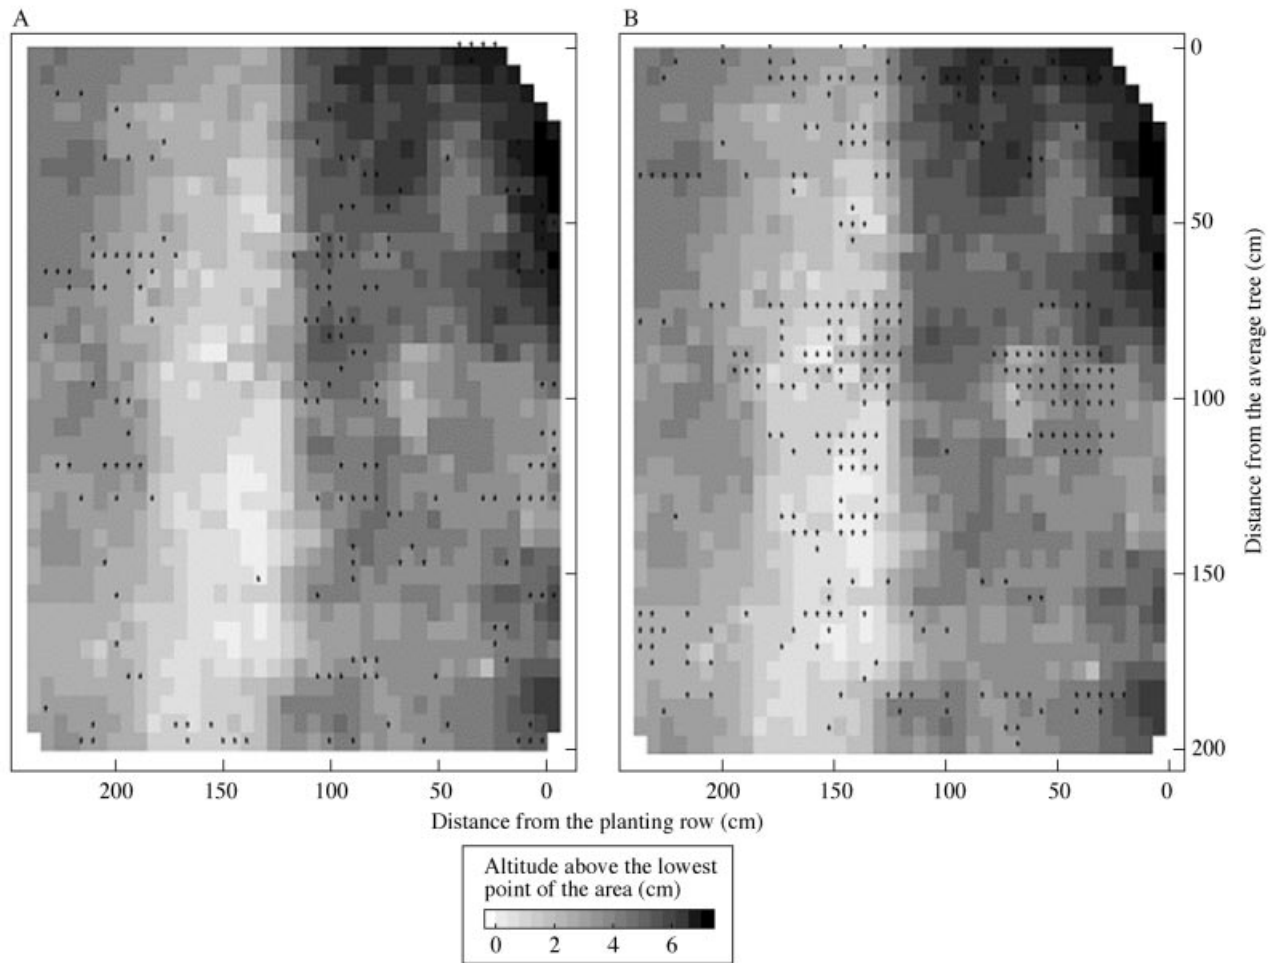 A
B
0
50
100
150
200
Distance from the average tree (cm)
200 150 100 50 0
200 150 100 50 0
Distance from the planting row (cm)
Altitude above the lowest
point of the area (cm)
0 2 4 6